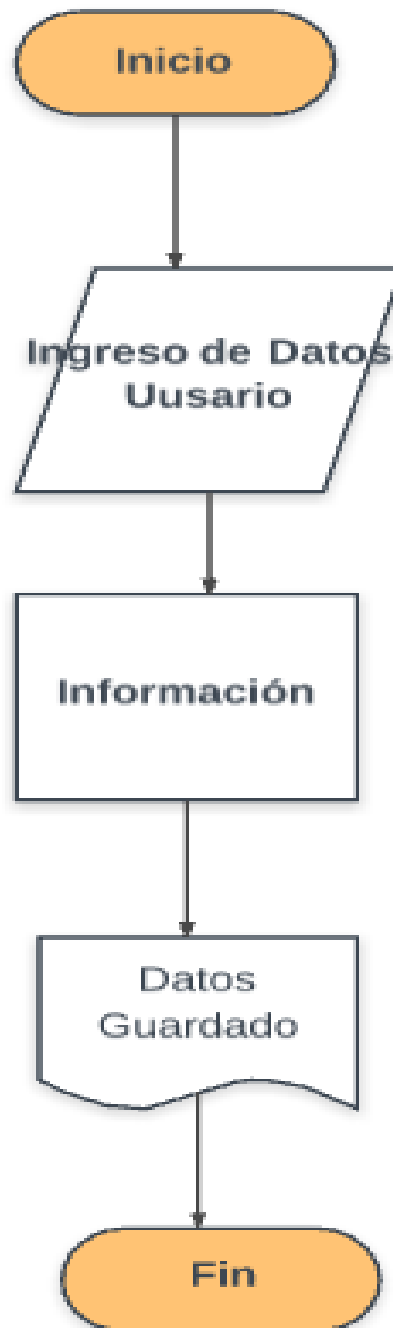 Inicio
Ingreso de Datos
Uusario
Información
Datos
Guardado
Fin